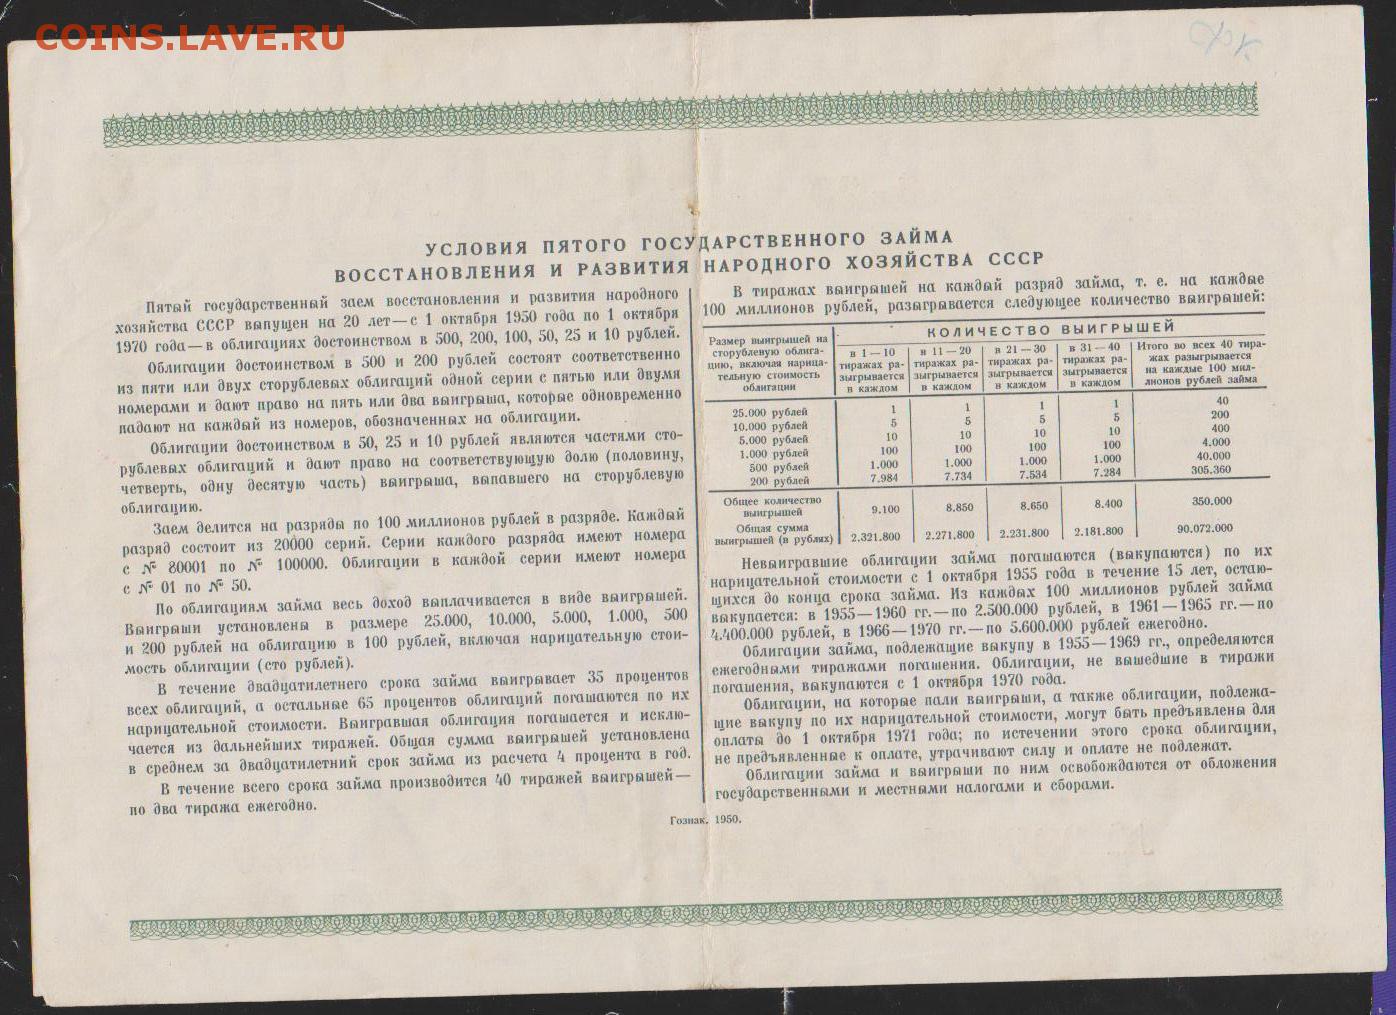 COINS.LAVE.RU
фк
УСЛОВИЯ ПЯТОГО ГОСУДАРСТВЕННОГО ЗАЙМА
ВОССТАНОВЛЕНИЯ И РАЗВИТИЯ НАРОДНОГО ХОЗЯЙСТВА СССР
Пятый государственный заем восстановления и развития народного
хозяйства СССР выпущен на 20 лет—с 1 октября 1950 года по 1 октября
1970 года—в облигациях достоинством в 500, 200, 100, 50, 25 и 10 рублей.
Облигации достоинством в 500 и 200 рублей состоят соответственно
из пяти или двух сторублевых облигаций одной серии с пятью или двумя
номерами и дают право на пять или два выигрыша, которые одновременно
падают на каждый из номеров, обозначенных на облигации.
Облигации достоинством в 50, 25 и 10 рублей являются частями сто-
рублевых облигаций и дают право на соответствующую долю (половину,
четверть, одну десятую часть) выигрыша, выпавшего на сторублевую
облигацию.
Заем делится на разряды по 100 миллионов рублей в разряде. Каждый
разряд состоит из 20000 серий. Серии каждого разряда имеют номера
с № 80001 по № 100000. Облигации в каждой серии имеют номера
с № 01 по № 50.
По облигациям займа весь доход выплачивается в виде выигрышей.
Выигрыши установлены в размере 25.000, 10.000, 5.000, 1.000, 500
и 200 рублей на облигацию в 100 рублей, включая нарицательную стои-
мость облигации (сто рублей).
В течение двадцатилетнего срока займа выигрывает 35 процентов
всех облигаций, а остальные 65 процентов облигаций погашаются по их
нарицательной стоимости. Выигравшая облигация погашается и исклю-
чается из дальнейших тиражей. Общая сумма выигрышей установлена
в среднем за двадцатилетний срок займа из расчета 4 процента в год.
В течение всего срока займа производится 40 тиражей выигрышей—
по два тиража ежегодно.
В тиражах выигрышей на каждый разряд займа, т. е. на каждые
100 миллионов рублей, разыгрывается следующее количество выигрышей:
Размер выигрышей на
сторублевую облига-
цию, включая нарица-
тельную стоимость
облигации
КОЛИЧЕСТВО ВЫИГРЫШЕЙ
в 1—10
тиражах ра-
зыгрывается
в каждом
в 11—20
тиражах ра-
зыгрывается
в каждом
в 21—30
тиражах ра-
зыгрывается
в каждом
в 31—40
тиражах ра-
зыгрывается
в каждом
Итого во всех 40 тира-
жах разыгрывается
на каждые 100 мил-
лионов рублей займа
25.000 рублей 1 1 1 1 40
10.000 рублей 5 5 5 5 200
5.000 рублей 10 10 10 10 400
1.000 рублей 100 100 100 100 4.000
500 рублей 1.000 1.000 1.000 1.000 40.000
200 рублей 7.984 7.734 7.534 7.284 305.360
Общее количество
выигрышей 9.100 8.850 8.650 8.400 350.000
Общая сумма
выигрышей (в рублях) 2.321.800 2.271.800 2.231.800 2.181.800 90.072.000
Невыигравшие облигации займа погашаются (выкупаются) по их
нарицательной стоимости с 1 октября 1955 года в течение 15 лет, остаю-
щихся до конца срока займа. Из каждых 100 миллионов рублей займа
выкупается: в 1955—1960 гг.—по 2.500.000 рублей, в 1961—1965 гг.—по
4.400.000 рублей, в 1966—1970 гг.—по 5.600.000 рублей ежегодно.
Облигации займа, подлежащие выкупу в 1955—1969 гг., определяются
ежегодными тиражами погашения. Облигации, не вышедшие в тиражи
погашения, выкупаются с 1 октября 1970 года.
Облигации, на которые пали выигрыши, а также облигации, подлежа-
щие выкупу по их нарицательной стоимости, могут быть предъявлены для
оплаты до 1 октября 1971 года; по истечении этого срока облигации,
не предъявленные к оплате, утрачивают силу и оплате не подлежат.
Облигации займа и выигрыши по ним освобождаются от обложения
государственными и местными налогами и сборами.
Гознак. 1950.